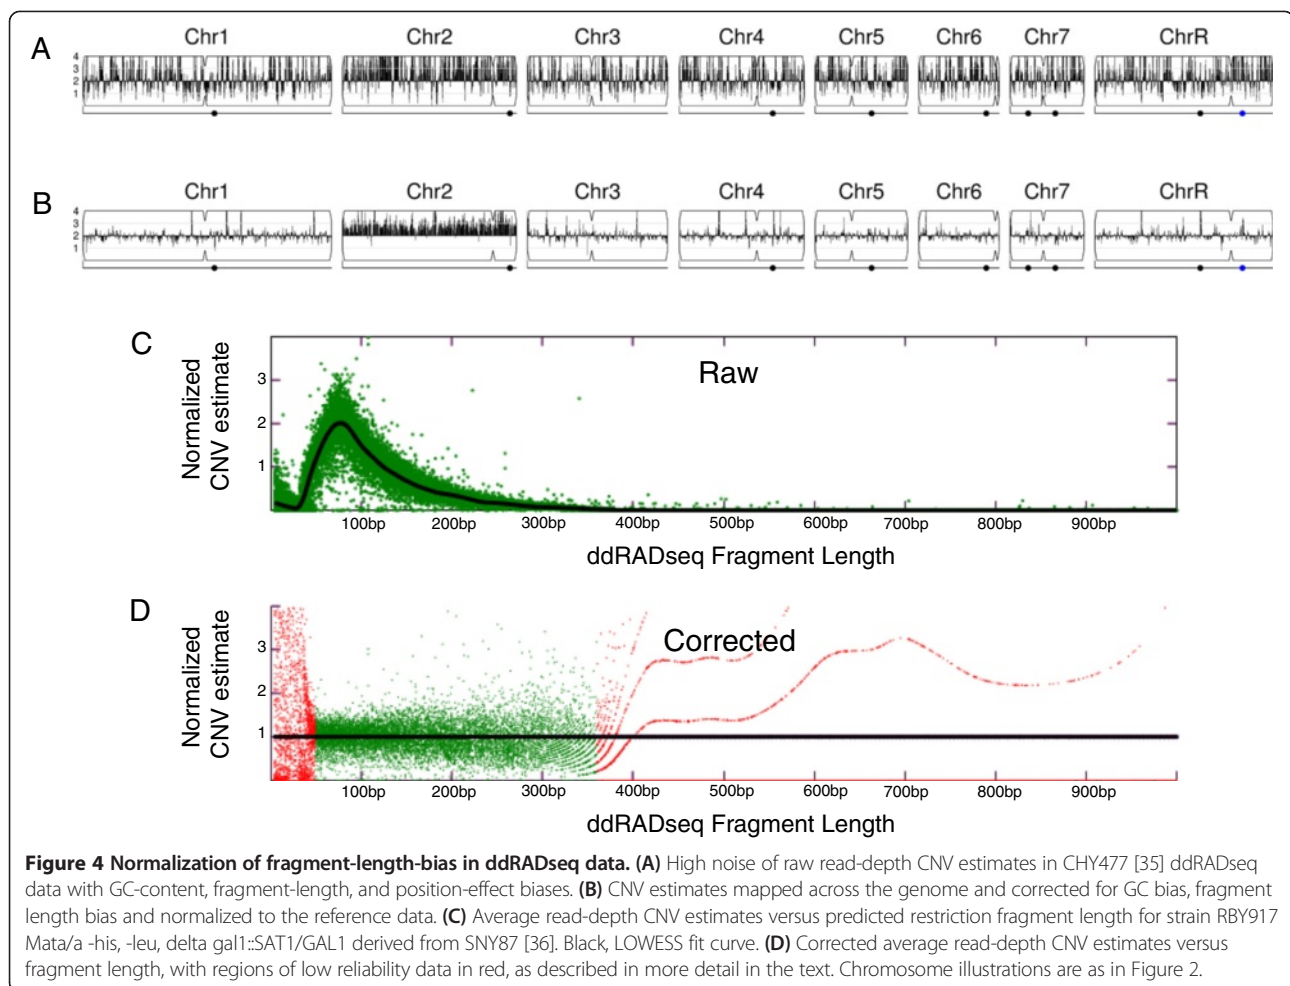 A
Chr1 Chr2 Chr3 Chr4 Chr5 Chr6 Chr7 ChrR
4
3
2
1
B
Chr1 Chr2 Chr3 Chr4 Chr5 Chr6 Chr7 ChrR
4
3
2
1
C
Normalized
CNV estimate
Raw
3
2
1
100bp 200bp 300bp 400bp 500bp 600bp 700bp 800bp 900bp
ddRADseq Fragment Length
D
Normalized
CNV estimate
Corrected
3
2
1
100bp 200bp 300bp 400bp 500bp 600bp 700bp 800bp 900bp
ddRADseq Fragment Length
Figure 4 Normalization of fragment-length-bias in ddRADseq data. (A) High noise of raw read-depth CNV estimates in CHY477 [35] ddRADseq
data with GC-content, fragment-length, and position-effect biases. (B) CNV estimates mapped across the genome and corrected for GC bias, fragment
length bias and normalized to the reference data. (C) Average read-depth CNV estimates versus predicted restriction fragment length for strain RBY917
Mata/a -his, -leu, delta gal1::SAT1/GAL1 derived from SNY87 [36]. Black, LOWESS fit curve. (D) Corrected average read-depth CNV estimates versus
fragment length, with regions of low reliability data in red, as described in more detail in the text. Chromosome illustrations are as in Figure 2.